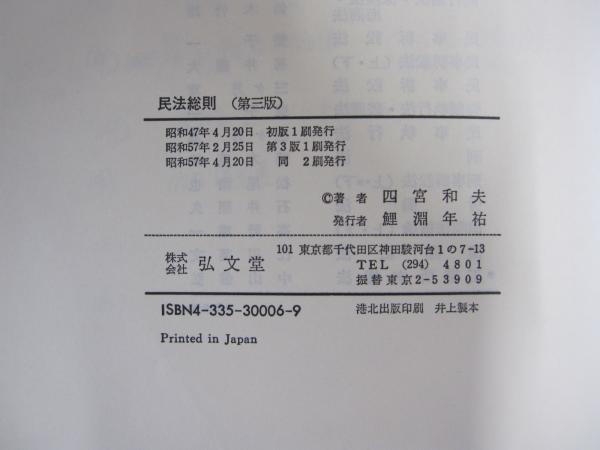 民法総則 (第三版)
昭和47年4月20日 初版1刷発行
昭和57年2月25日 第3版1刷発行
昭和57年4月20日 同 2刷発行
©著者 四宮和夫
発行者 鯉淵年祐
101 東京都千代田区神田駿河台1の7-13
株式会社 弘文堂 TEL (294) 4801
振替東京2-53909
ISBN4-335-30006-9 港北出版印刷 井上製本
Printed in Japan